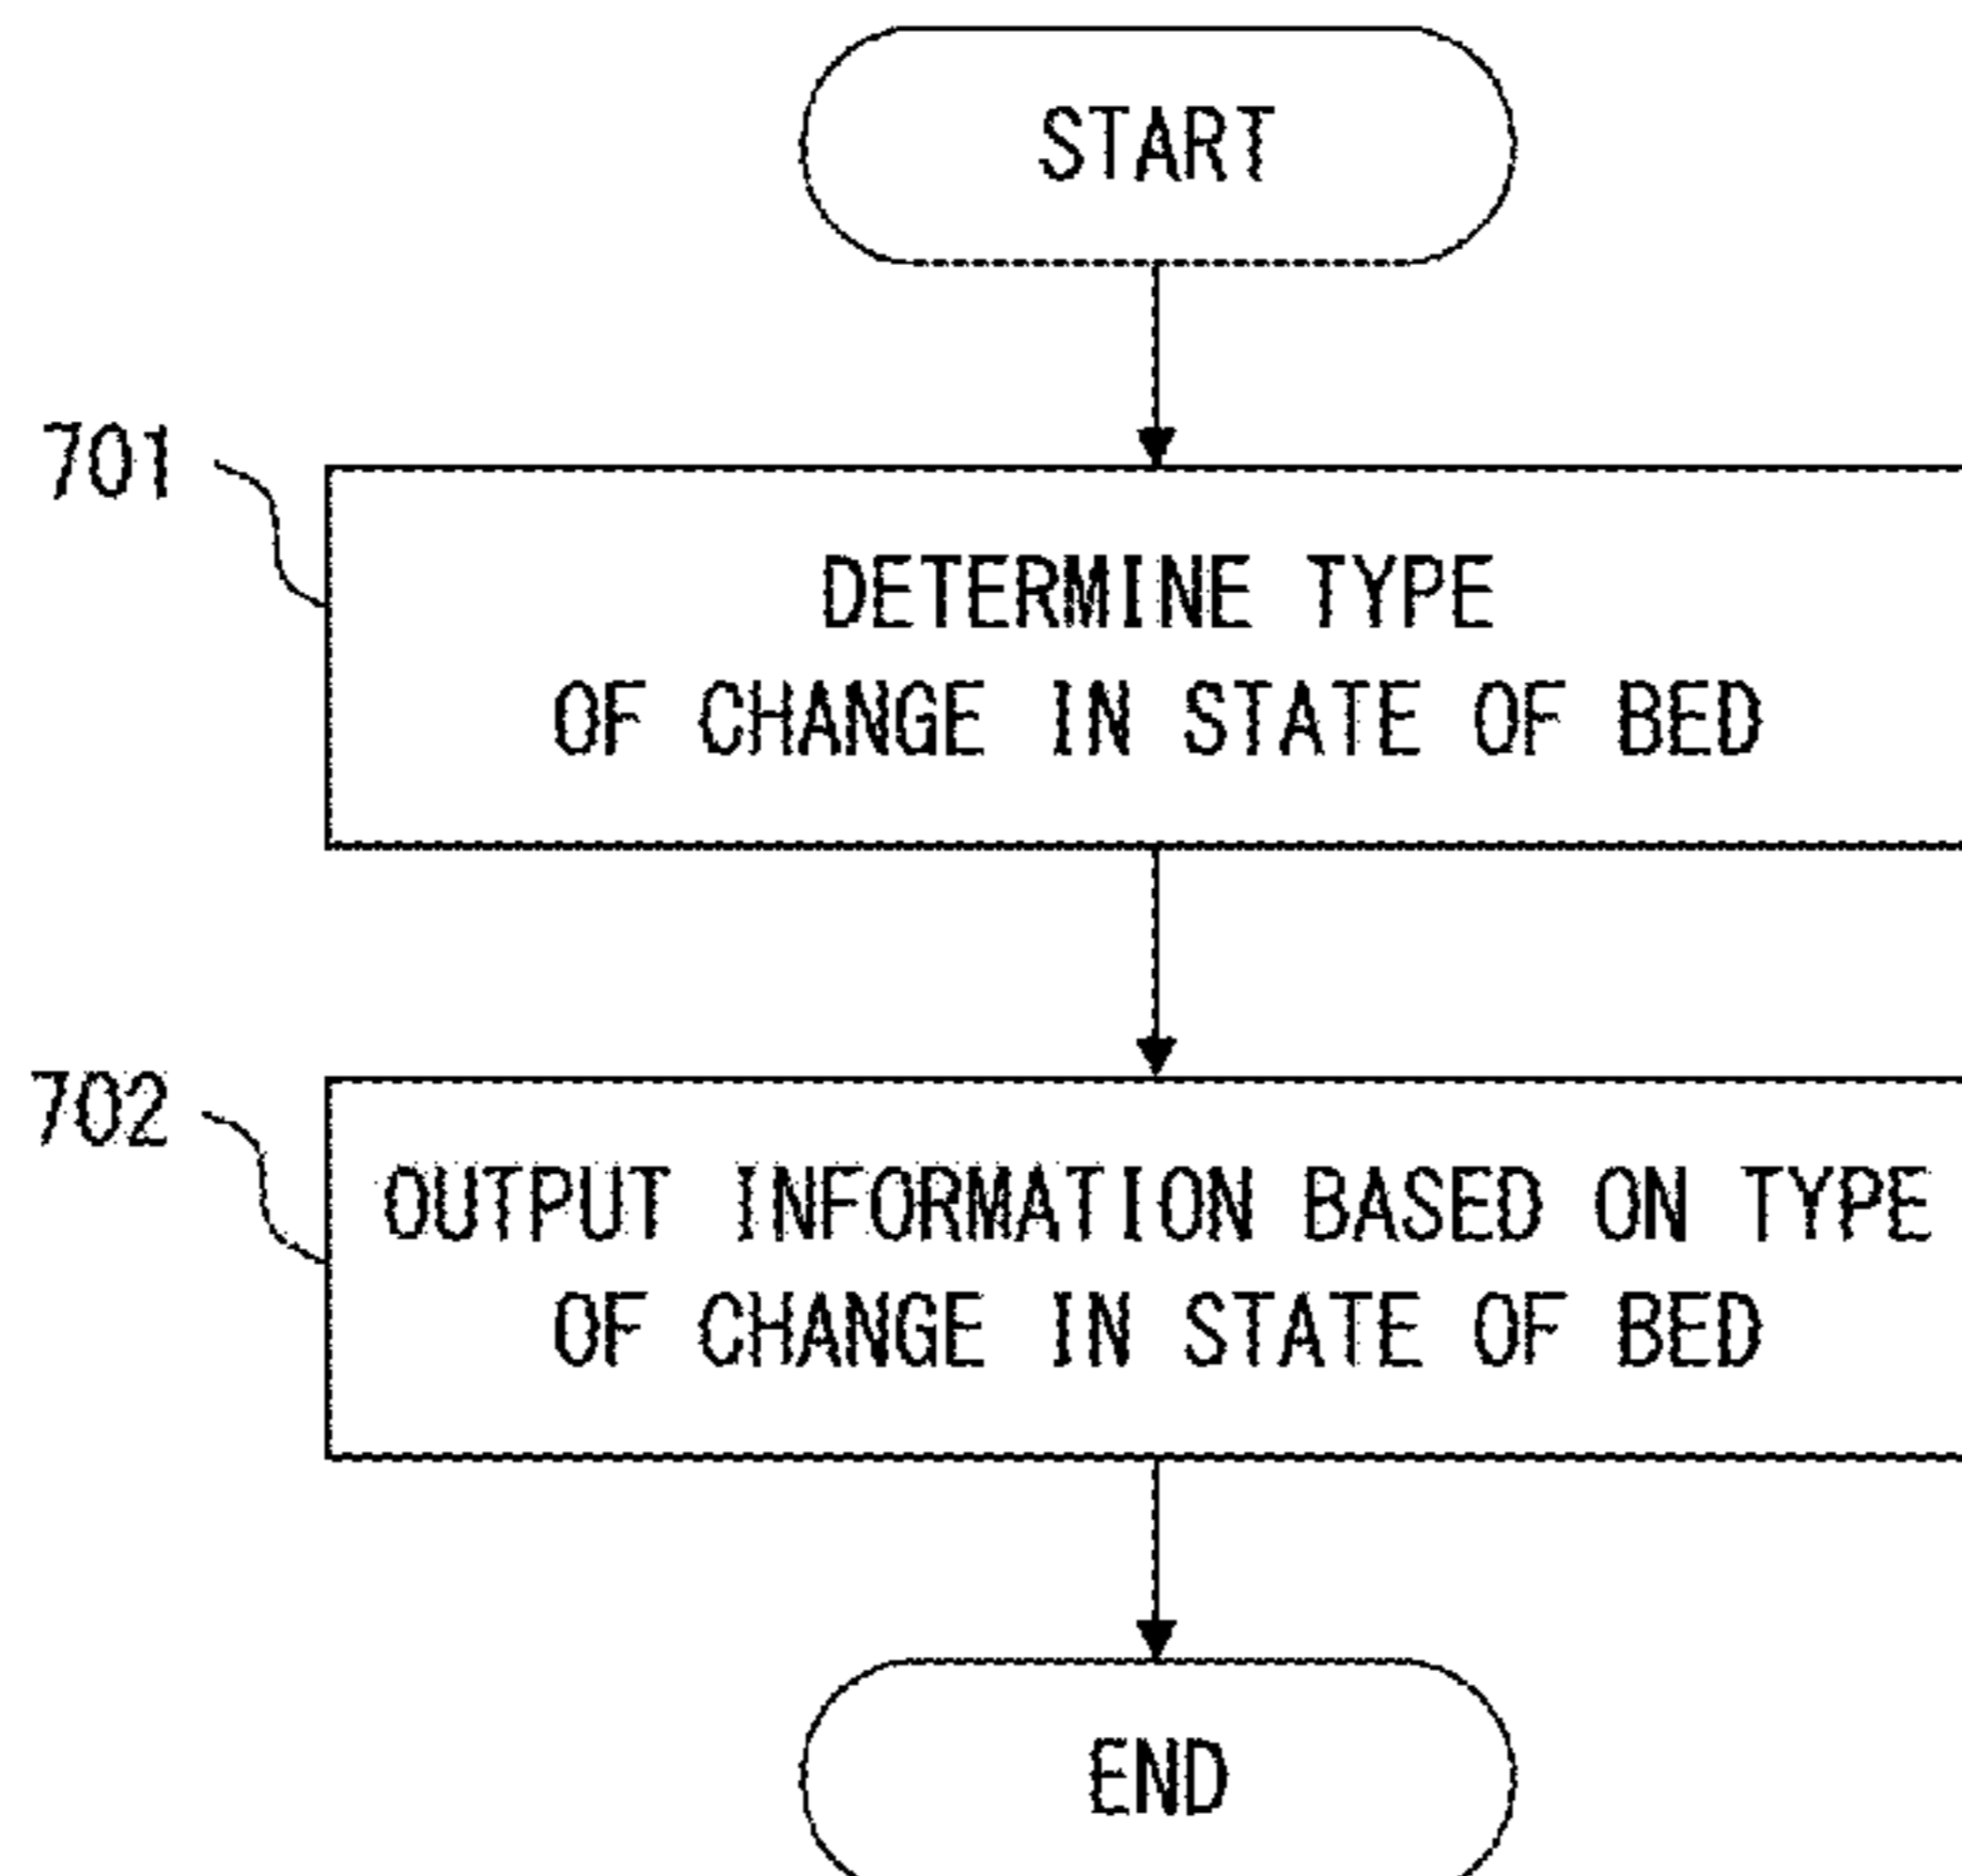 START
701
DETERMINE TYPE
OF CHANGE IN STATE OF BED
702
OUTPUT INFORMATION BASED ON TYPE
OF CHANGE IN STATE OF BED
END